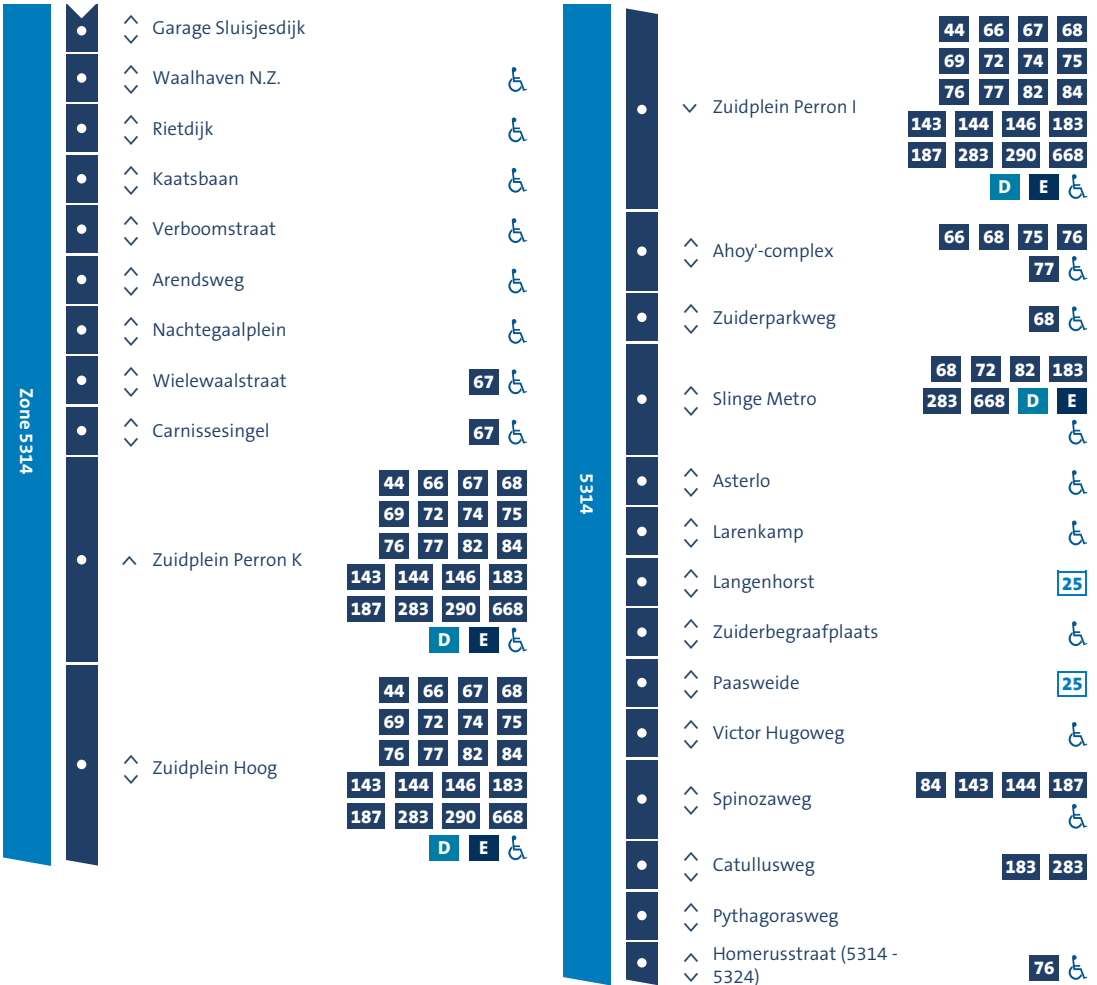 Zone 5314
Garage Sluisjesdijk
Waalhaven N.Z.
Rietdijk
Kaatsbaan
Verboomstraat
Arendsweg
Nachtegaalplein
Wielewaalstraat 67
Carnissesingel 67
44 66 67 68
69 72 74 75
76 77 82 84
Zuidplein Perron K
143 144 146 183
187 283 290 668
D E
44 66 67 68
69 72 74 75
76 77 82 84
Zuidplein Hoog
143 144 146 183
187 283 290 668
D E
5314
44 66 67 68
69 72 74 75
76 77 82 84
Zuidplein Perron I
143 144 146 183
187 283 290 668
D E
66 68 75 76
Ahoy'-complex
77
Zuiderparkweg 68
68 72 82 183
Slinge Metro
283 668 D E
Asterlo
Larenkamp
Langenhorst 25
Zuiderbegraafplaats
Paasweide 25
Victor Hugoweg
84 143 144 187
Spinozaweg
Catullusweg 183 283
Pythagorasweg
Homerusstraat (5314 -
5324) 76